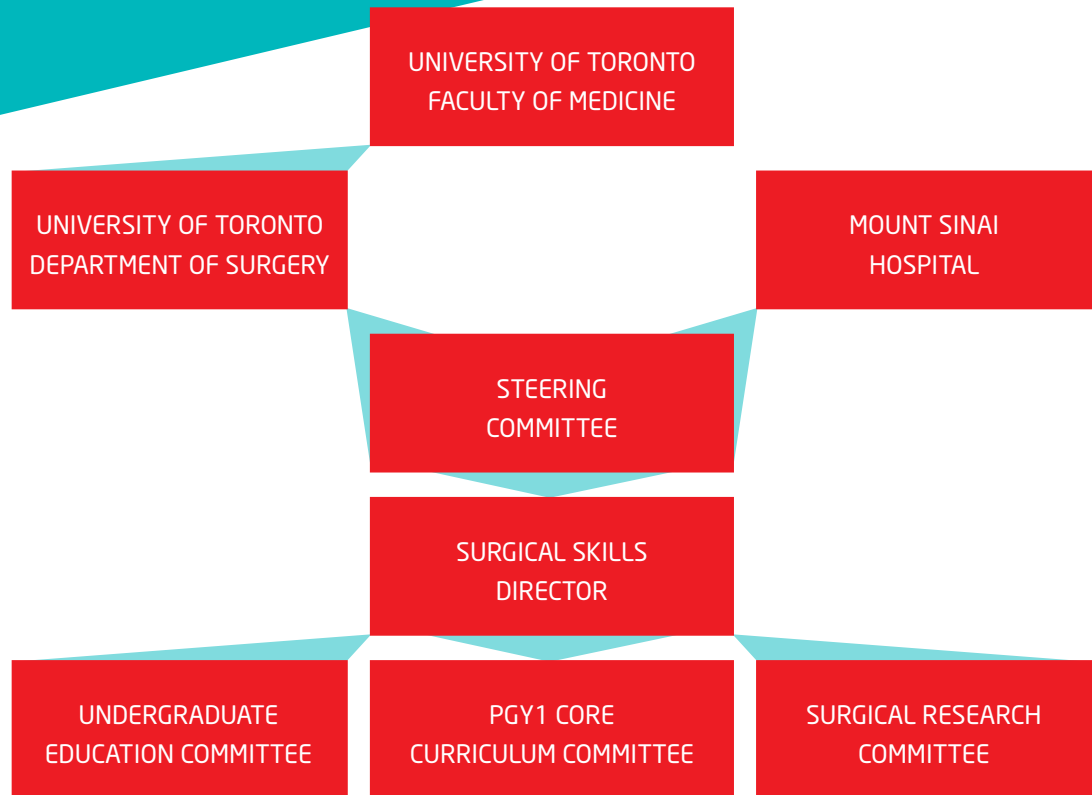 UNIVERSITY OF TORONTO
FACULTY OF MEDICINE
UNIVERSITY OF TORONTO
DEPARTMENT OF SURGERY
MOUNT SINAI
HOSPITAL
STEERING
COMMITTEE
SURGICAL SKILLS
DIRECTOR
UNDERGRADUATE
EDUCATION COMMITTEE
PGY1 CORE
CURRICULUM COMMITTEE
SURGICAL RESEARCH
COMMITTEE